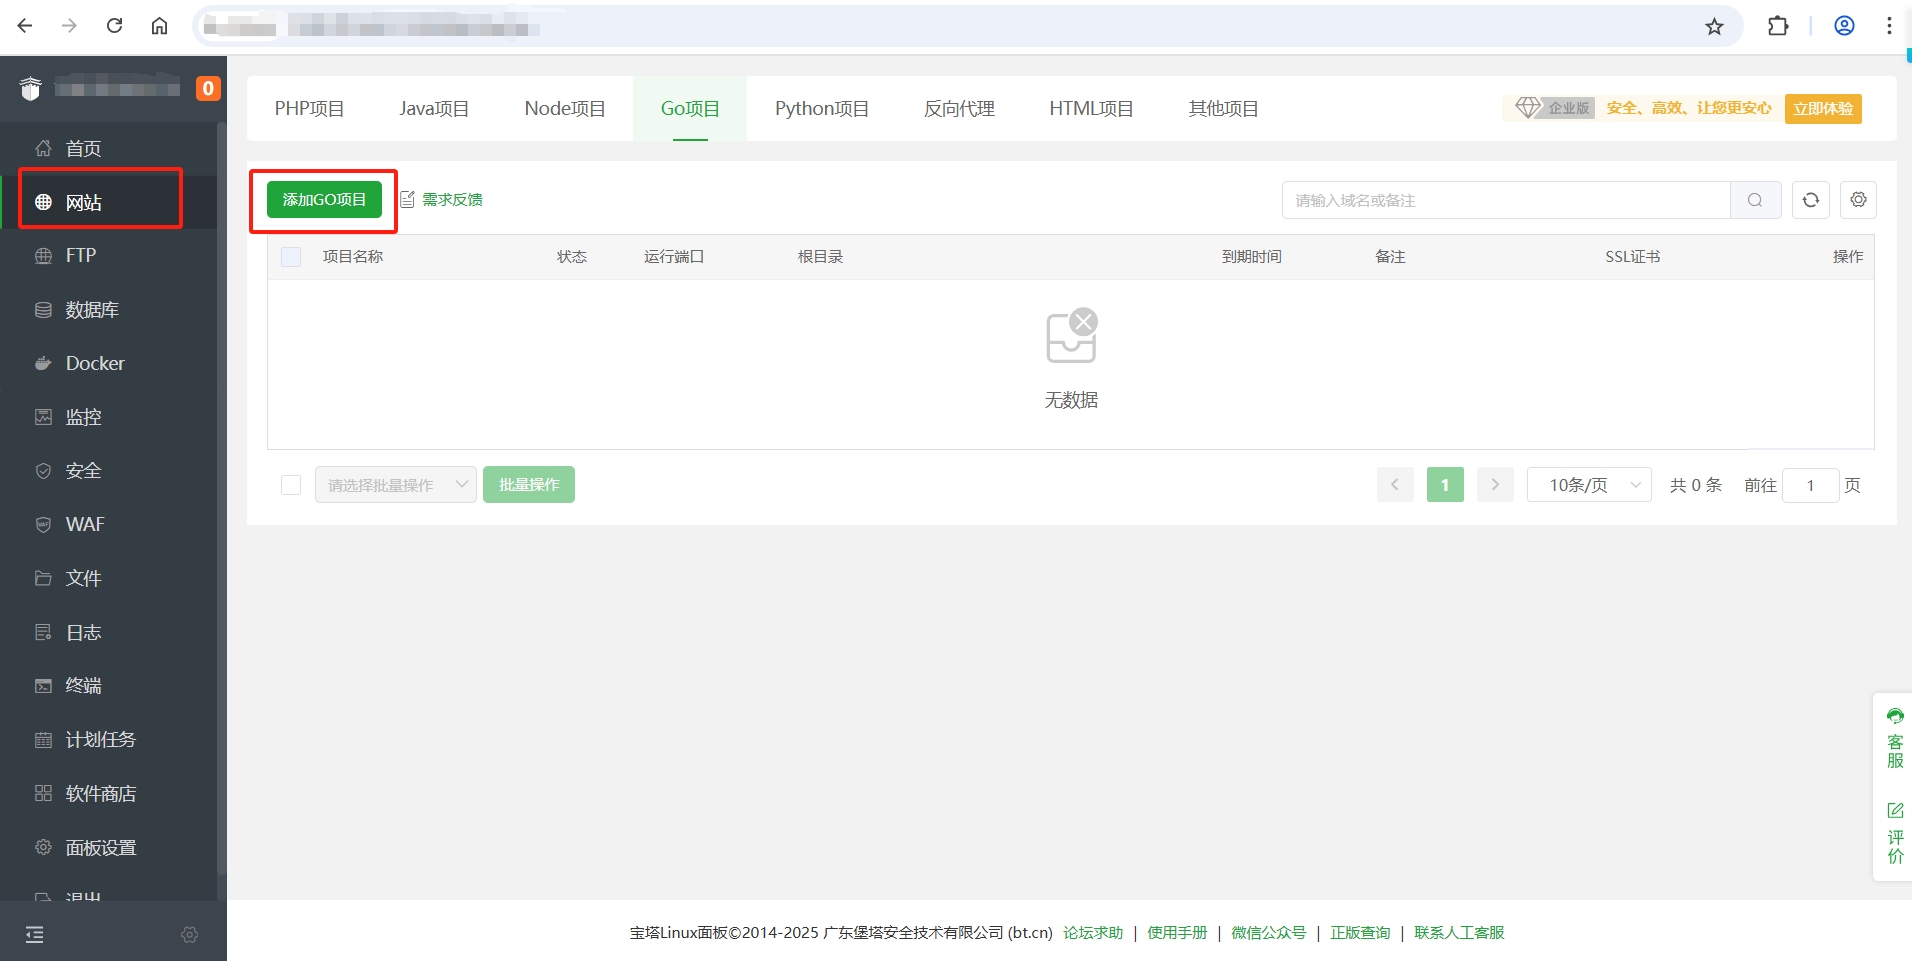 0
首页
网站
FTP
数据库
Docker
监控
安全
WAF
文件
日志
终端
计划任务
软件商店
面板设置
退出
PHP项目 Java项目 Node项目 Go项目 Python项目 反向代理 HTML项目 其他项目
企业版 安全、高效、让您更安心 立即体验
添加GO项目 需求反馈 请输入域名或备注
项目名称 状态 运行端口 根目录 到期时间 备注 SSL证书 操作
无数据
请选择批量操作 批量操作 1 10条/页 共 0 条 前往 1 页
客服
评价
宝塔Linux面板©2014-2025 广东堡塔安全技术有限公司 (bt.cn) 论坛求助 | 使用手册 | 微信公众号 | 正版查询 | 联系人工客服